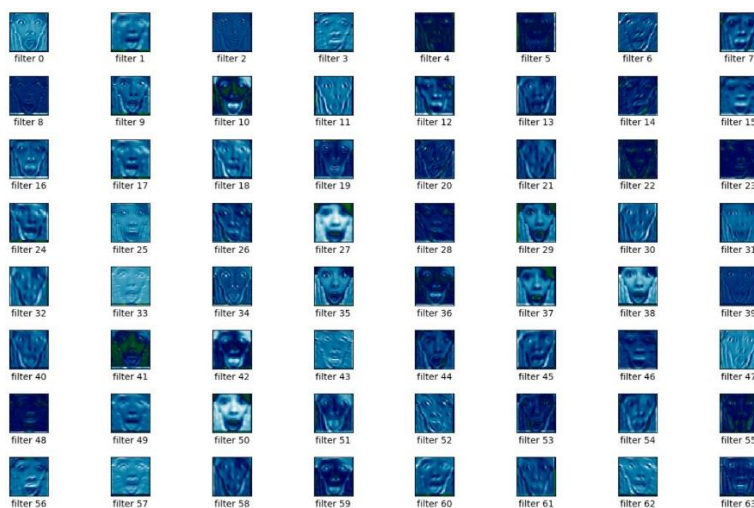 filter 0 filter 1 filter 2 filter 3 filter 4 filter 5 filter 6 filter 7
filter 8 filter 9 filter 10 filter 11 filter 12 filter 13 filter 14 filter 15
filter 16 filter 17 filter 18 filter 19 filter 20 filter 21 filter 22 filter 23
filter 24 filter 25 filter 26 filter 27 filter 28 filter 29 filter 30 filter 31
filter 32 filter 33 filter 34 filter 35 filter 36 filter 37 filter 38 filter 39
filter 40 filter 41 filter 42 filter 43 filter 44 filter 45 filter 46 filter 47
filter 48 filter 49 filter 50 filter 51 filter 52 filter 53 filter 54 filter 55
filter 56 filter 57 filter 58 filter 59 filter 60 filter 61 filter 62 filter 63